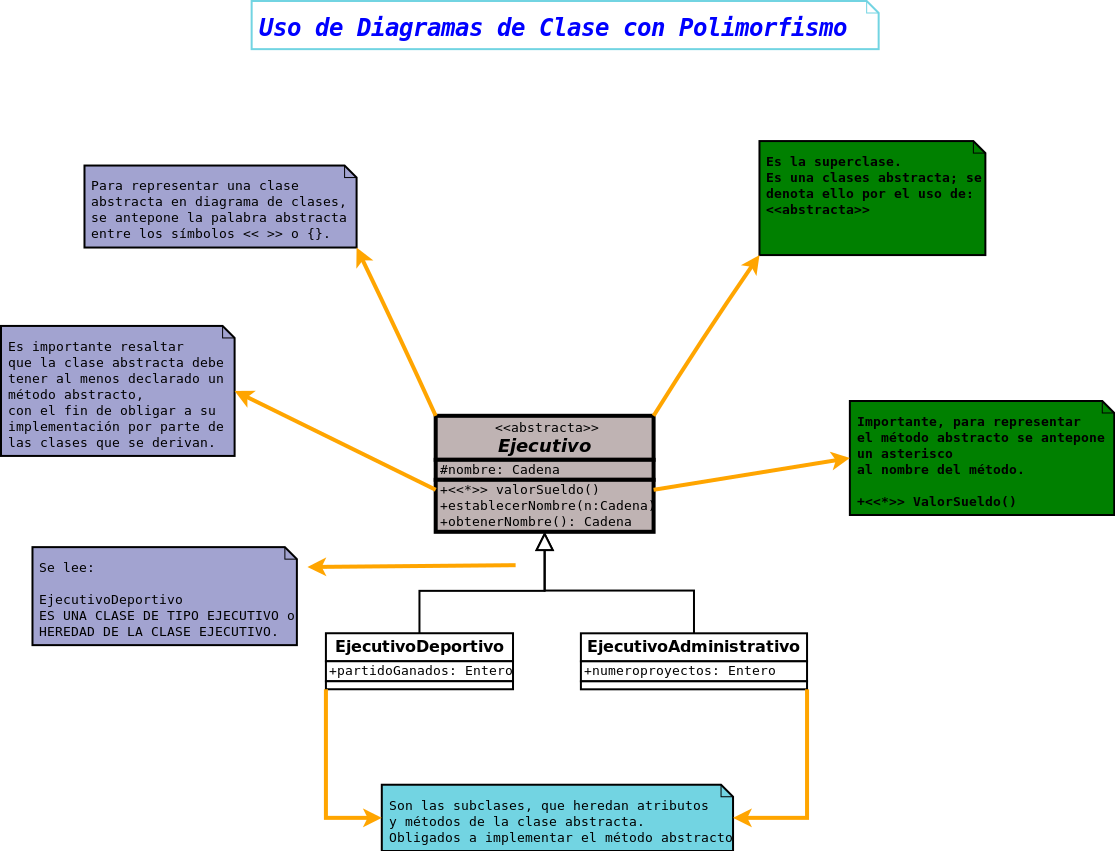 Uso de Diagramas de Clase con Polimorfismo
Para representar una clase
abstracta en diagrama de clases,
se antepone la palabra abstracta
entre los símbolos << >> o {}.
Es la superclase.
Es una clases abstracta; se
denota ello por el uso de:
<<abstracta>>
Es importante resaltar
que la clase abstracta debe
tener al menos declarado un
método abstracto,
con el fin de obligar a su
implementación por parte de
las clases que se derivan.
<<abstracta>>
Ejecutivo
#nombre: Cadena
+<<*>> valorSueldo()
+establecerNombre(n:Cadena)
+obtenerNombre(): Cadena
Importante, para representar
el método abstracto se antepone
un asterisco
al nombre del método.
+<<*>> ValorSueldo()
Se lee:
EjecutivoDeportivo
ES UNA CLASE DE TIPO EJECUTIVO o
HEREDAD DE LA CLASE EJECUTIVO.
EjecutivoDeportivo
+partidoGanados: Entero
EjecutivoAdministrativo
+numeroproyectos: Entero
Son las subclases, que heredan atributos
y métodos de la clase abstracta.
Obligados a implementar el método abstracto